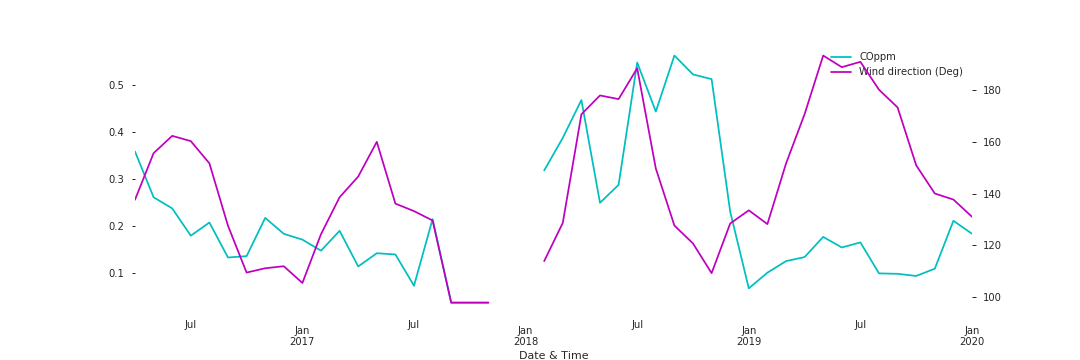 COppm
Wind direction (Deg)
0.5
0.4
0.3
0.2
0.1
180
160
140
120
100
Jul
Jan
2017
Jul
Jan
2018
Jul
Jan
2019
Jul
Jan
2020
Date & Time